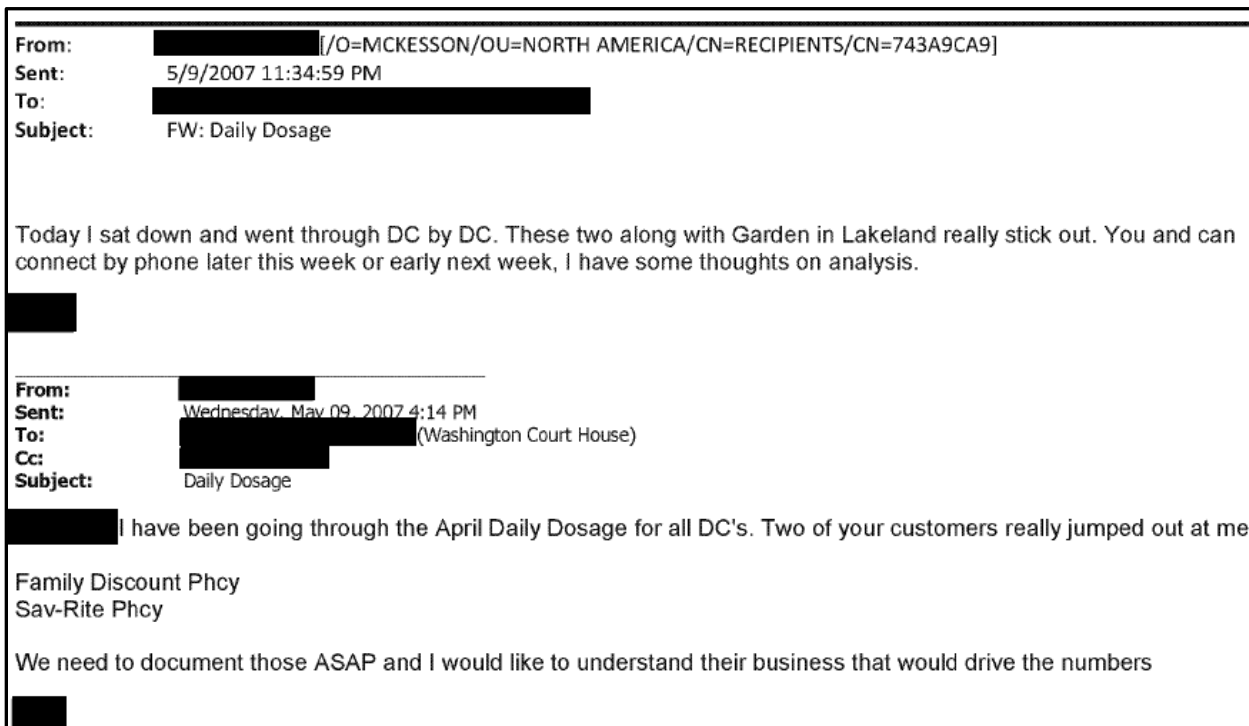 From: [/O=MCKESSON/OU=NORTH AMERICA/CN=RECIPIENTS/CN=743A9CA9]
Sent: 5/9/2007 11:34:59 PM
To:
Subject: FW: Daily Dosage
Today I sat down and went through DC by DC. These two along with Garden in Lakeland really stick out. You and can
connect by phone later this week or early next week, I have some thoughts on analysis.
From:
Sent: Wednesday, May 09, 2007 4:14 PM
To: (Washington Court House)
Cc:
Subject: Daily Dosage
I have been going through the April Daily Dosage for all DC's. Two of your customers really jumped out at me
Family Discount Phcy
Sav-Rite Phcy
We need to document those ASAP and I would like to understand their business that would drive the numbers